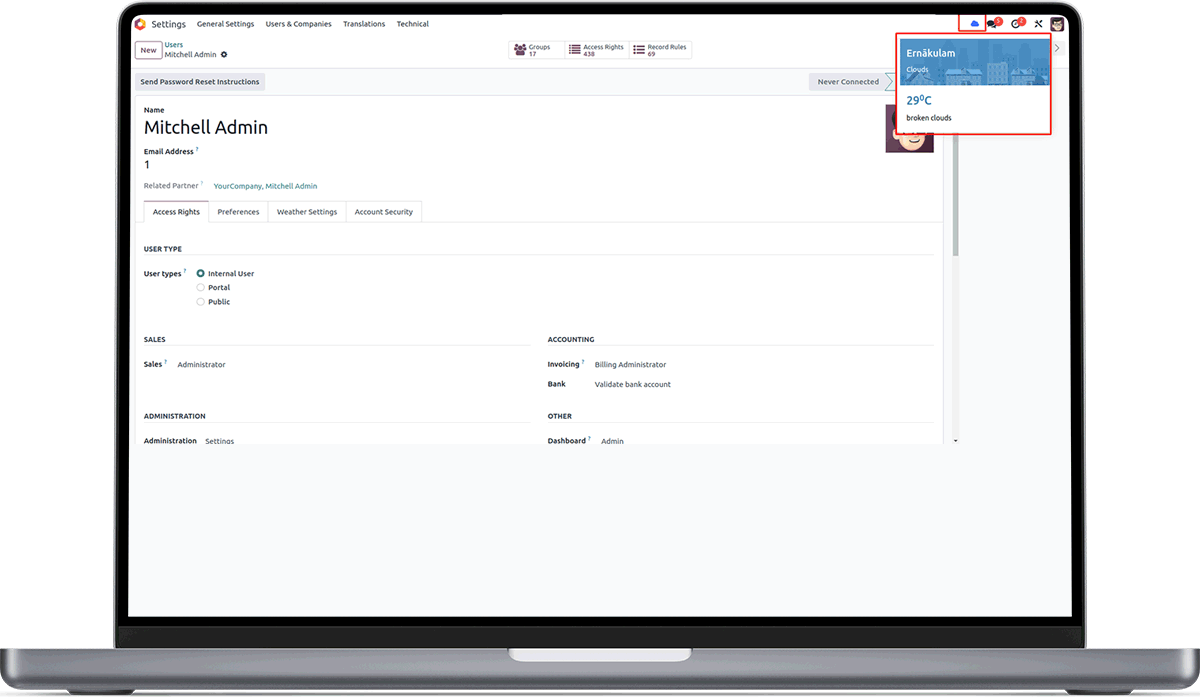 Settings General Settings Users & Companies Translations Technical 5 2
New Users
Mitchell Admin
Groups 17
Access Rights 438
Record Rules 69
Send Password Reset Instructions
Never Connected
Ernākulam
Clouds
29⁰C
broken clouds
Name
Mitchell Admin
Email Address ?
1
Related Partner ? YourCompany, Mitchell Admin
Access Rights Preferences Weather Settings Account Security
USER TYPE
User types ? Internal User
Portal
Public
SALES
Sales ? Administrator
ACCOUNTING
Invoicing ? Billing Administrator
Bank Validate bank account
ADMINISTRATION
Administration Settings
OTHER
Dashboard ? Admin